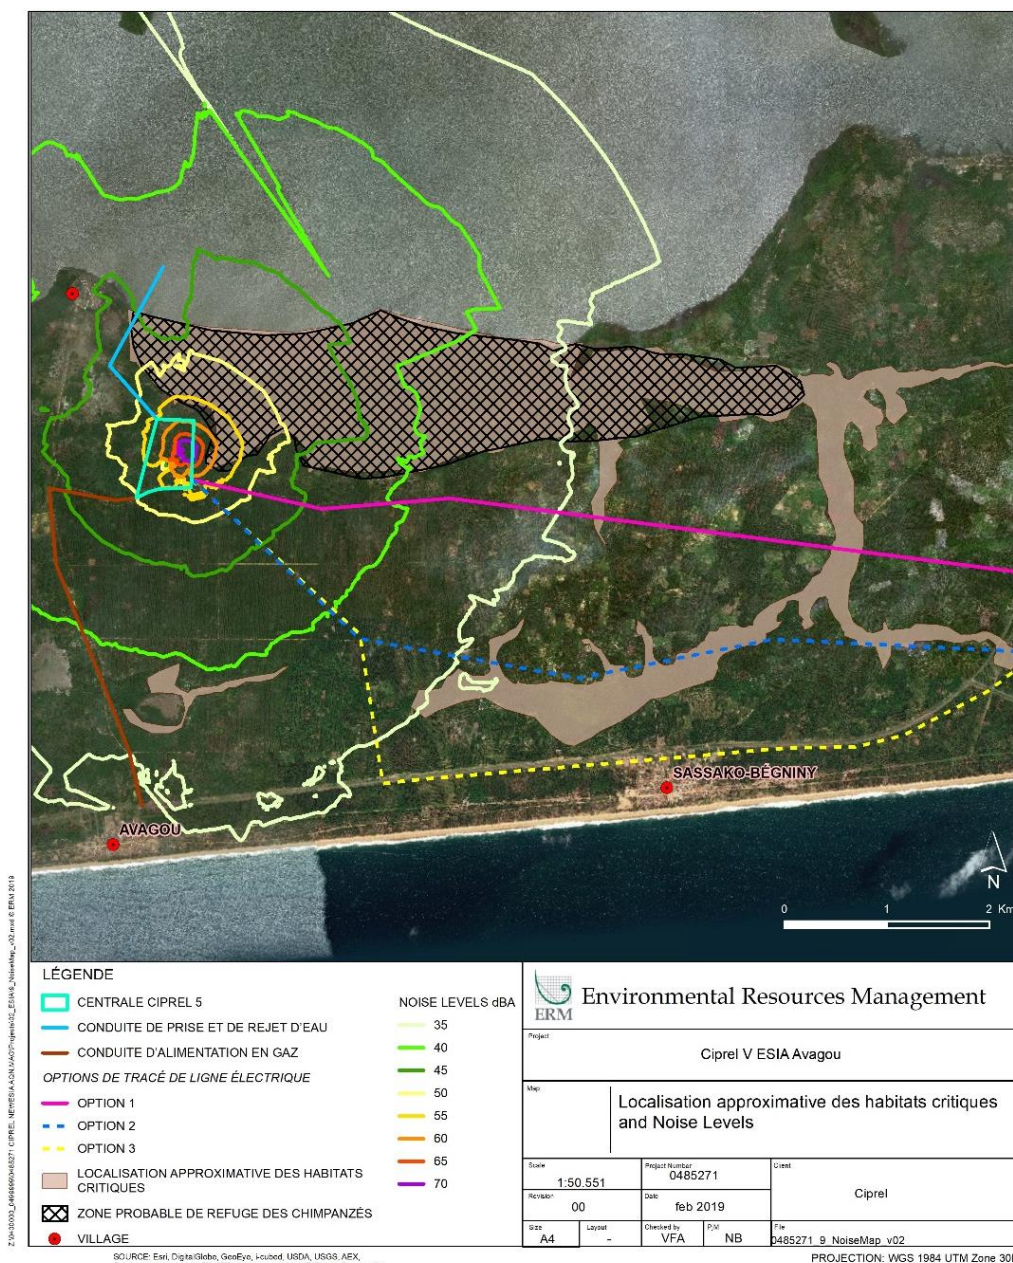 SASSAKO-BÉGNINY
AVAGOU
N
0 1 2 Km
LÉGENDE
CENTRALE CIPREL 5
CONDUITE DE PRISE ET DE REJET D'EAU
CONDUITE D'ALIMENTATION EN GAZ
OPTIONS DE TRACÉ DE LIGNE ÉLECTRIQUE
OPTION 1
OPTION 2
OPTION 3
LOCALISATION APPROXIMATIVE DES HABITATS
CRITIQUES
ZONE PROBABLE DE REFUGE DES CHIMPANZÉS
VILLAGE
NOISE LEVELS dBA
35
40
45
50
55
60
65
70
ERM
Environmental Resources Management
Project
Ciprel V ESIA Avagou
Map
Localisation approximative des habitats critiques
and Noise Levels
Scale
1:50.551
Project Number
0485271
Client
Ciprel
Revision
00
Date
feb 2019
Size
A4
Layout
-
Checked by
VFA
P,M
NB
File
0485271_9_NoiseMap_v02
SOURCE: Esri, DigitalGlobe, GeoEye, i-cubed, USDA, USGS, AEX,
PROJECTION: WGS 1984 UTM Zone